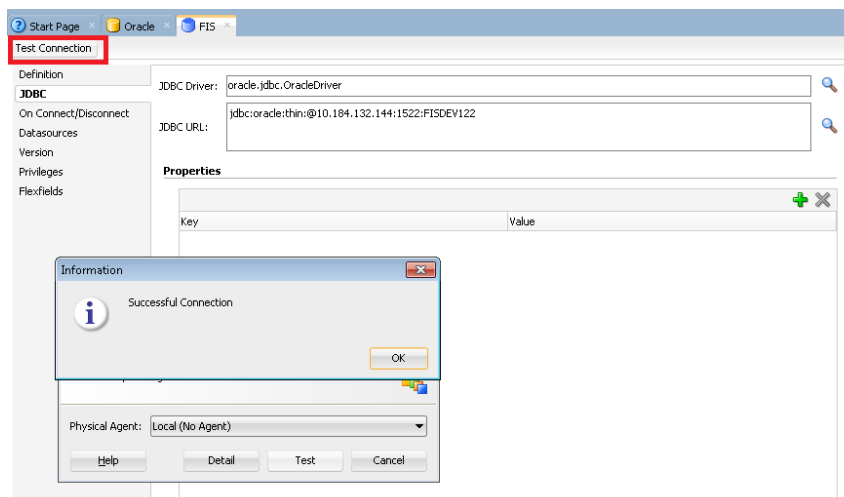 Start Page Oracle FIS
Test Connection
Definition
JDBC
On Connect/Disconnect
Datasources
Version
Privileges
Flexfields
JDBC Driver: oracle.jdbc.OracleDriver
JDBC URL: jdbc:oracle:thin:@10.184.132.144:1522:FISDEV122
Properties
Key Value
Information
Successful Connection
OK
Physical Agent: Local (No Agent)
Help Detail Test Cancel